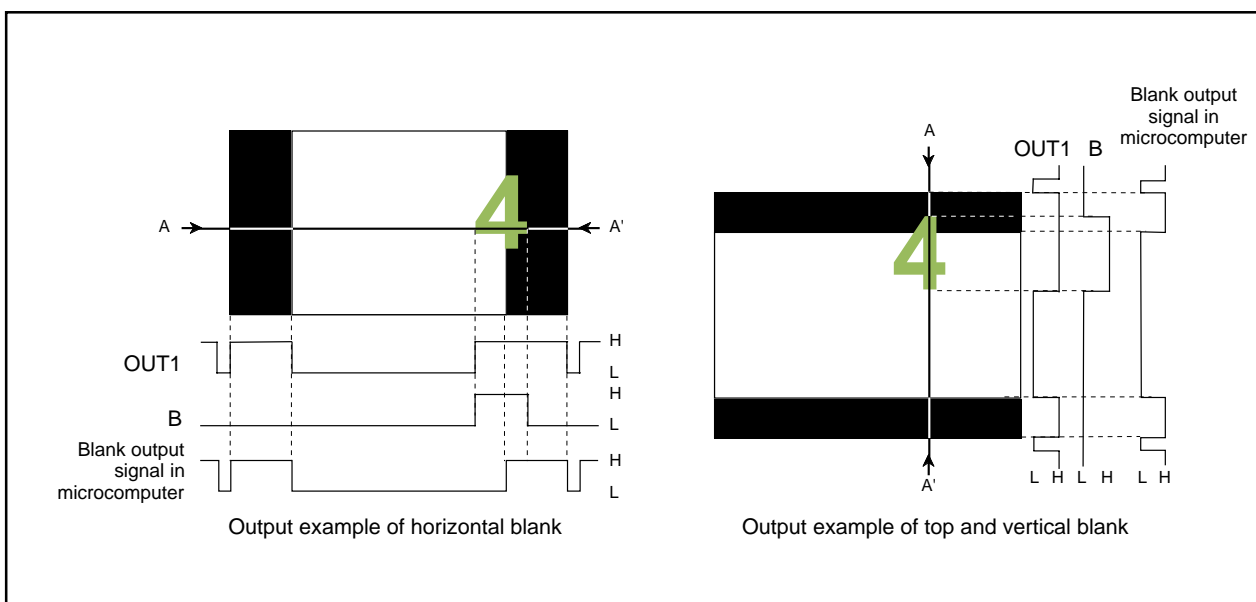 4
A
A'
OUT1
H
L
B
H
L
Blank output
signal in
microcomputer
H
L
Output example of horizontal blank
Blank output
signal in
microcomputer
A
OUT1 B
4
A'
L H L H L H
Output example of top and vertical blank